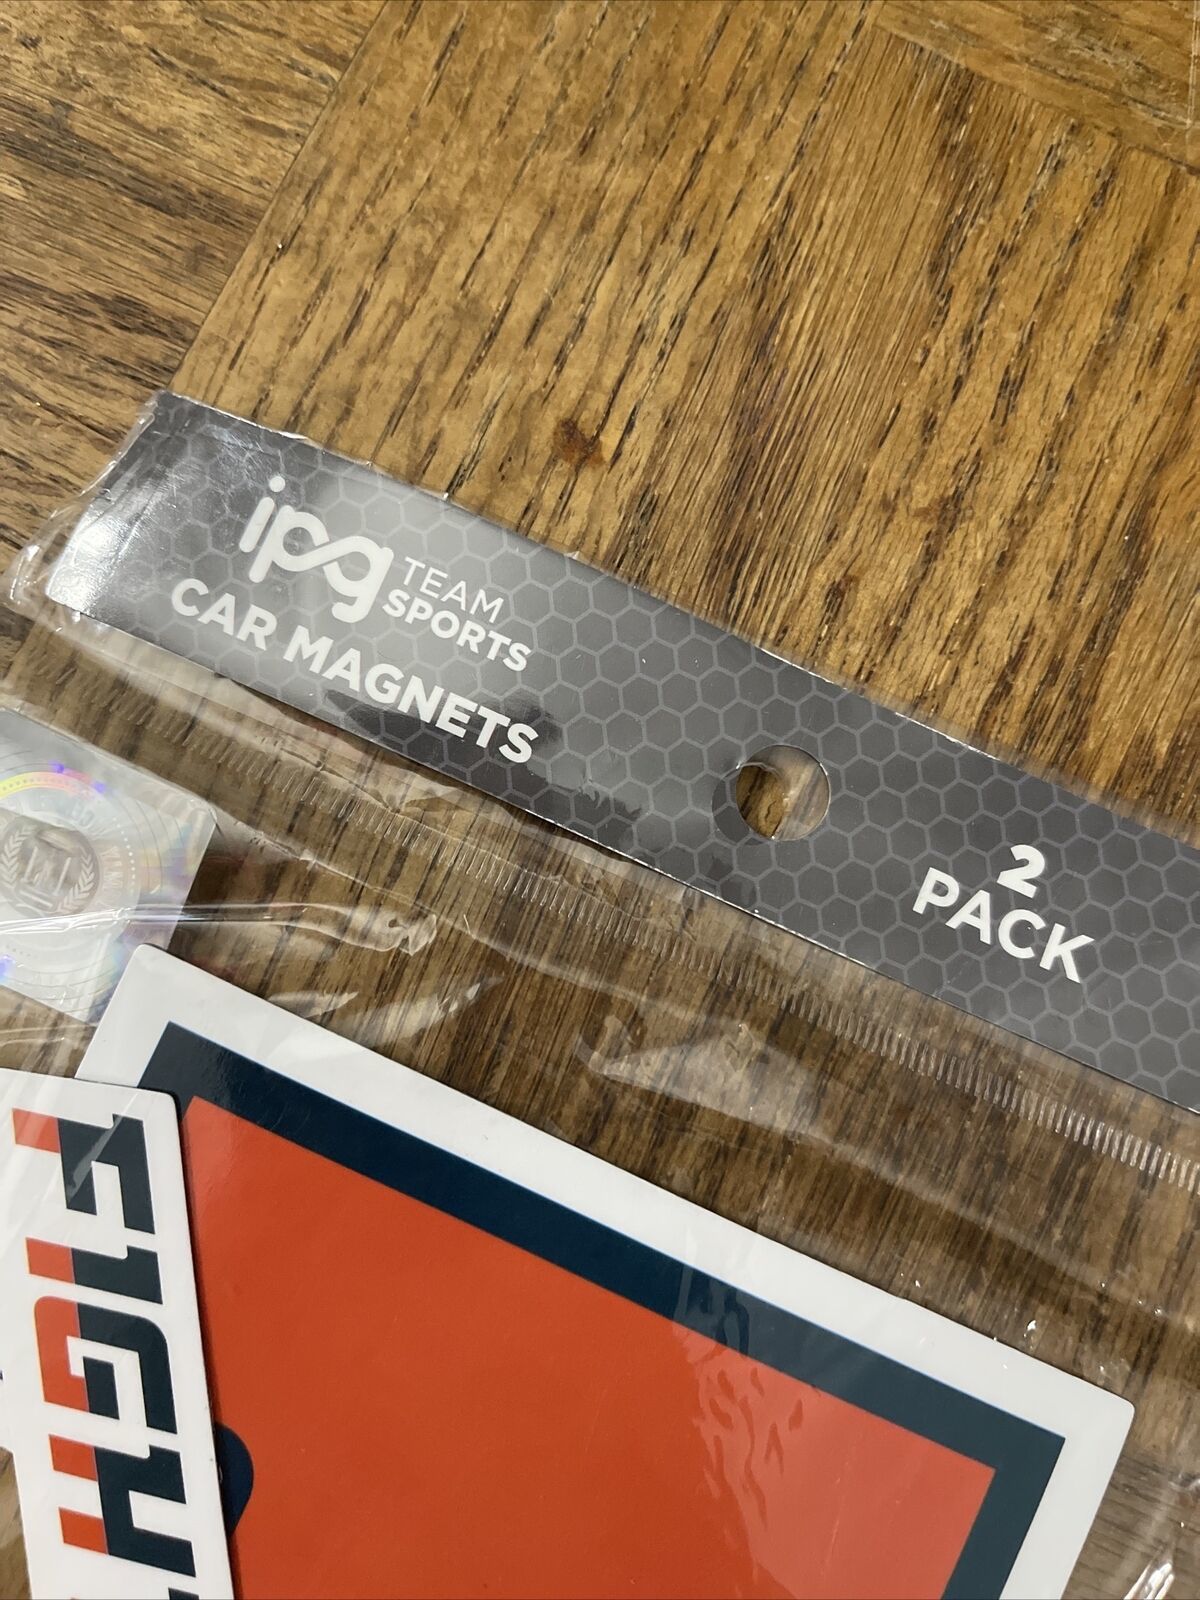 ipg TEAM
SPORTS
CAR MAGNETS
2
PACK
FIGHT